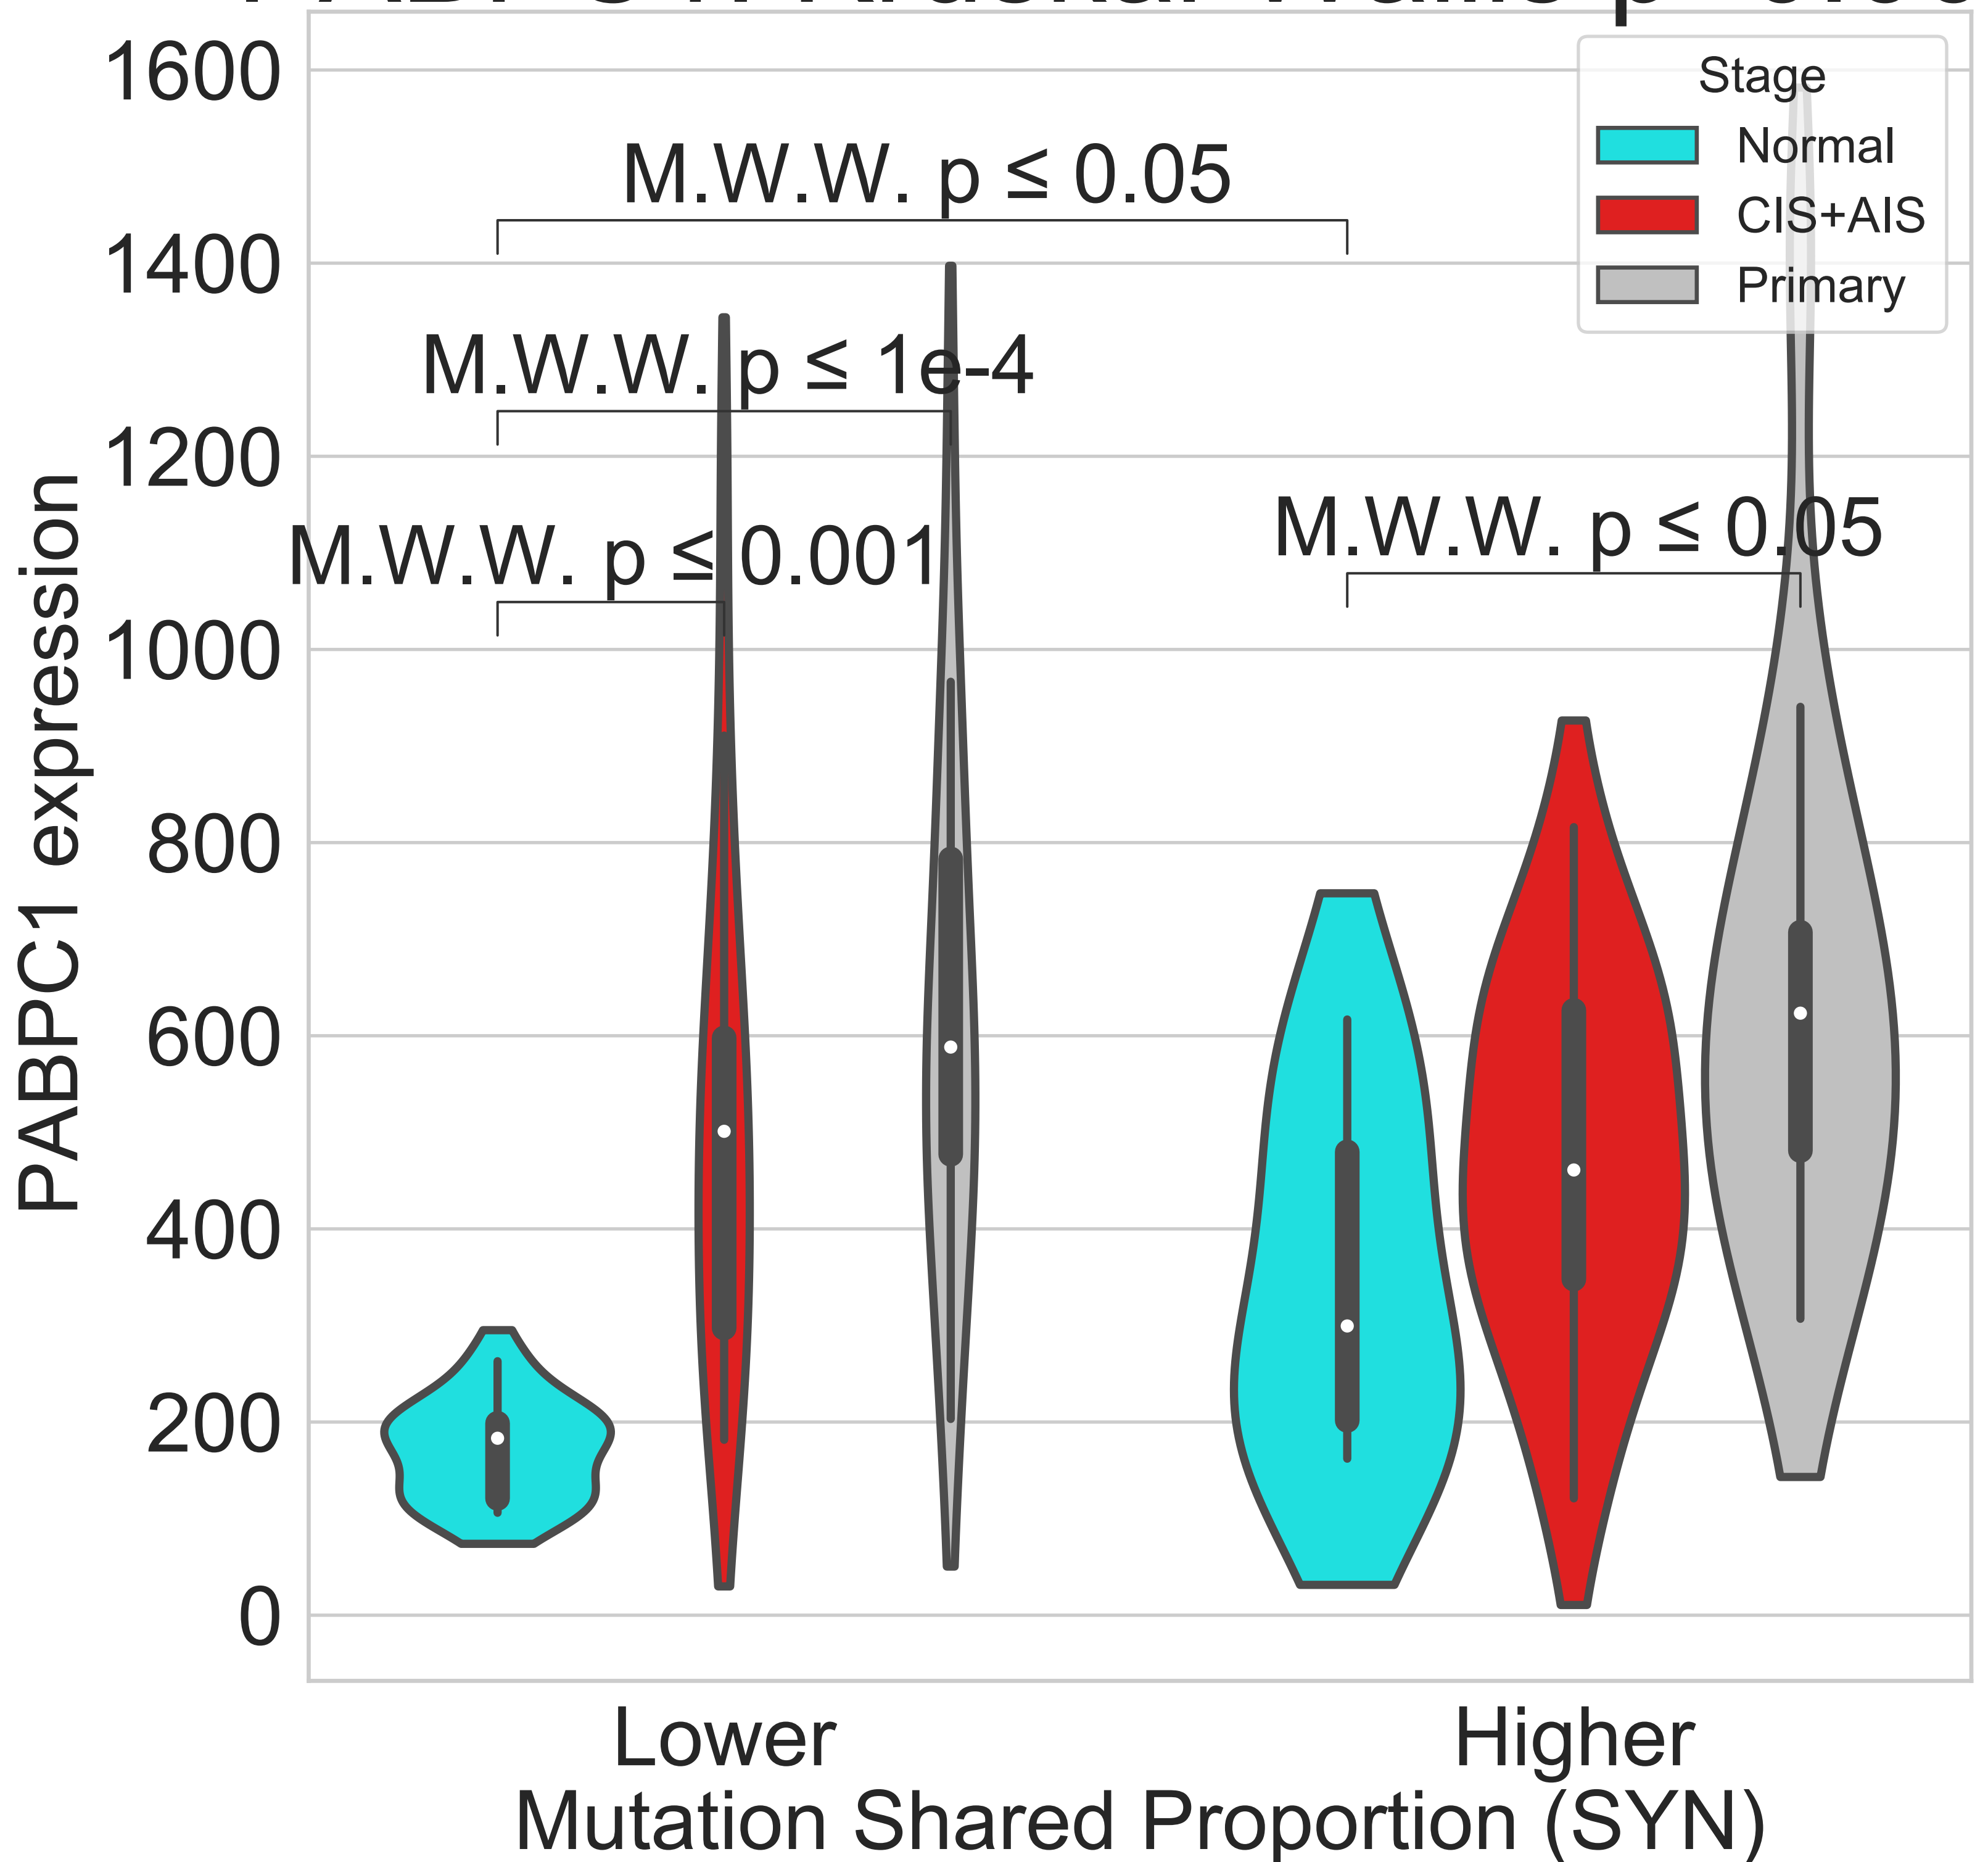 Stage
Normal
CIS+AIS
Primary
1600
1400
1200
1000
800
600
400
200
0
PABPC1 expression
M.W.W. p ≤ 0.05
M.W.W. p ≤ 1e-4
M.W.W. p ≤ 0.001
M.W.W. p ≤ 0.05
Lower
Higher
Mutation Shared Proportion (SYN)